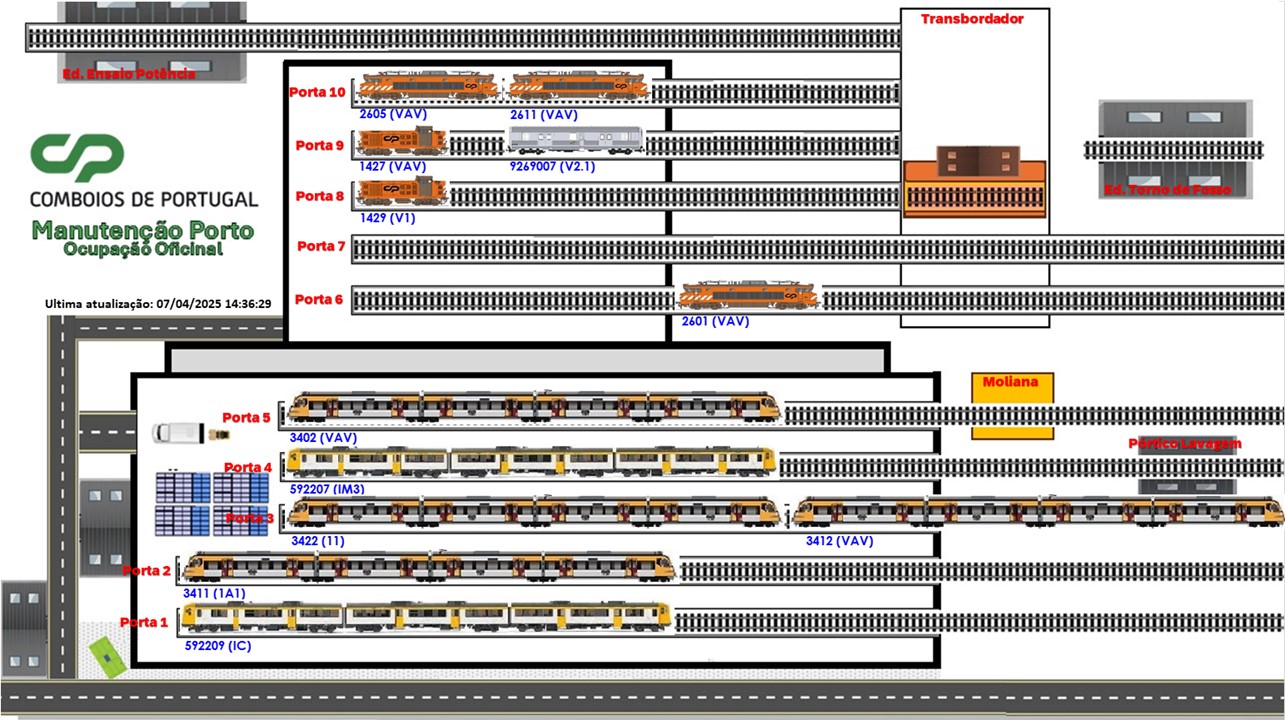 Transbordador
Ed. Ensaio Potência
Porta 10
2605 (VAV)
2611 (VAV)
Porta 9
1427 (VAV)
9269007 (V2.1)
Ed. Torno de Fosso
CP
COMBOIOS DE PORTUGAL
Manutenção Porto
Ocupação Oficinal
Porta 8
1429 (V1)
Porta 7
Ultima atualização: 07/04/2025 14:36:29
Porta 6
2601 (VAV)
Moliana
Porta 5
3402 (VAV)
Pórtico Lavagem
Porta 4
592207 (IM3)
Porta 3
3422 (11)
3412 (VAV)
Porta 2
3411 (1A1)
Porta 1
592209 (IC)